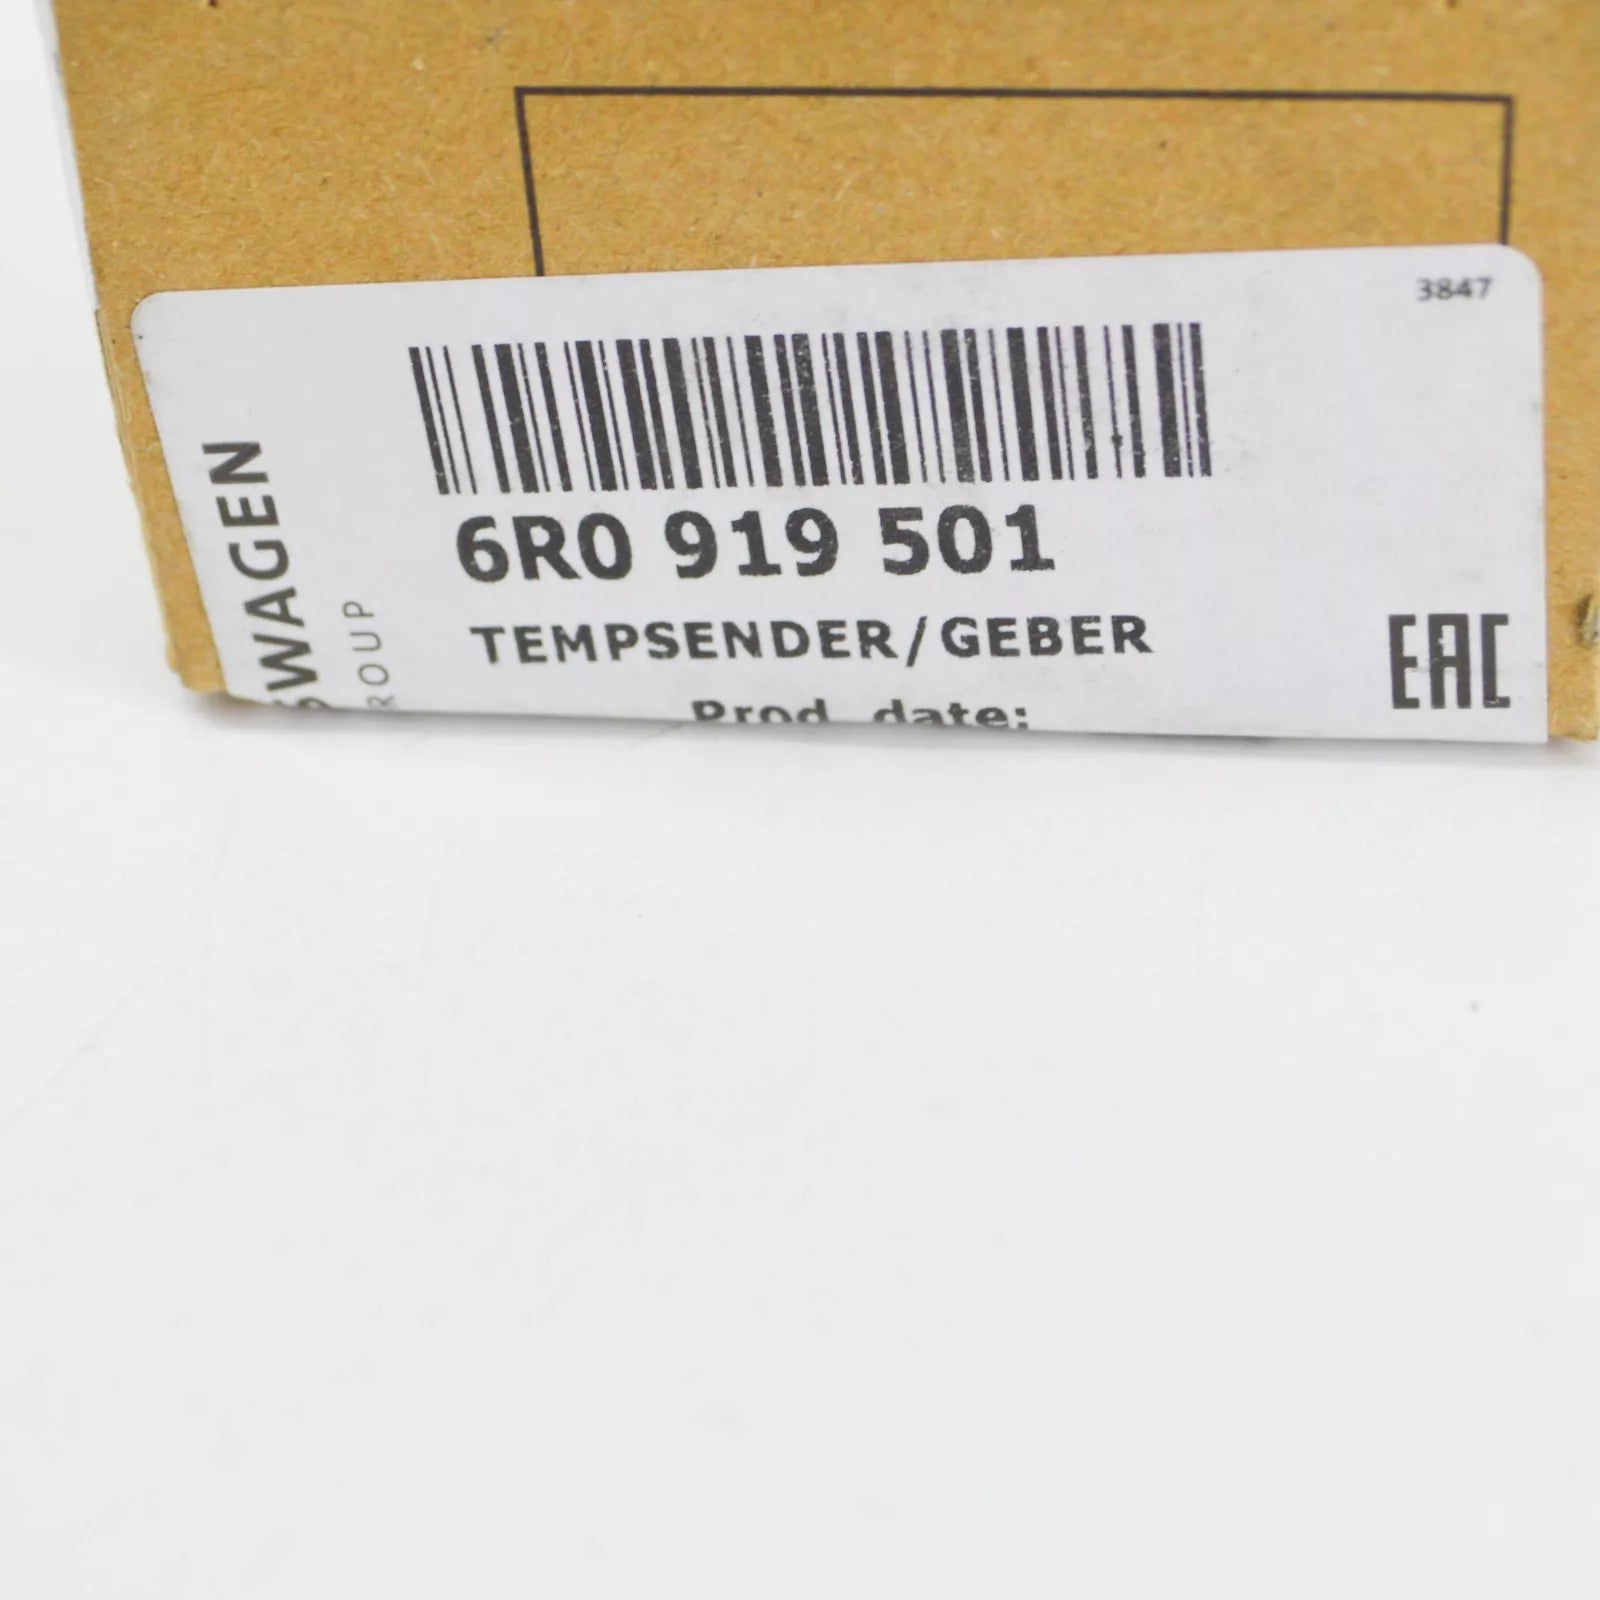 3847
6R0 919 501
TEMPSENDER/GEBER
Prod date:
SWAGEN
ROUP
EAC